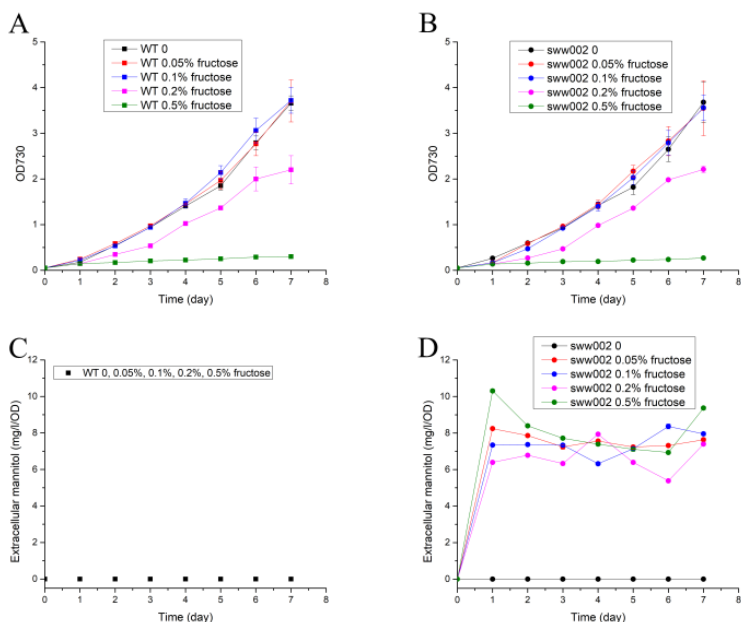 A
WT 0
WT 0.05% fructose
WT 0.1% fructose
WT 0.2% fructose
WT 0.5% fructose
OD730
5
4
3
2
1
0
0 1 2 3 4 5 6 7 8
Time (day)
B
sww002 0
sww002 0.05% fructose
sww002 0.1% fructose
sww002 0.2% fructose
sww002 0.5% fructose
OD730
5
4
3
2
1
0
0 1 2 3 4 5 6 7 8
Time (day)
C
WT 0, 0.05%, 0.1%, 0.2%, 0.5% fructose
Extracellular mannitol (mg/l/OD)
12
10
8
6
4
2
0
0 1 2 3 4 5 6 7 8
Time (day)
D
sww002 0
sww002 0.05% fructose
sww002 0.1% fructose
sww002 0.2% fructose
sww002 0.5% fructose
Extracellular mannitol (mg/l/OD)
12
10
8
6
4
2
0
0 1 2 3 4 5 6 7 8
Time (day)